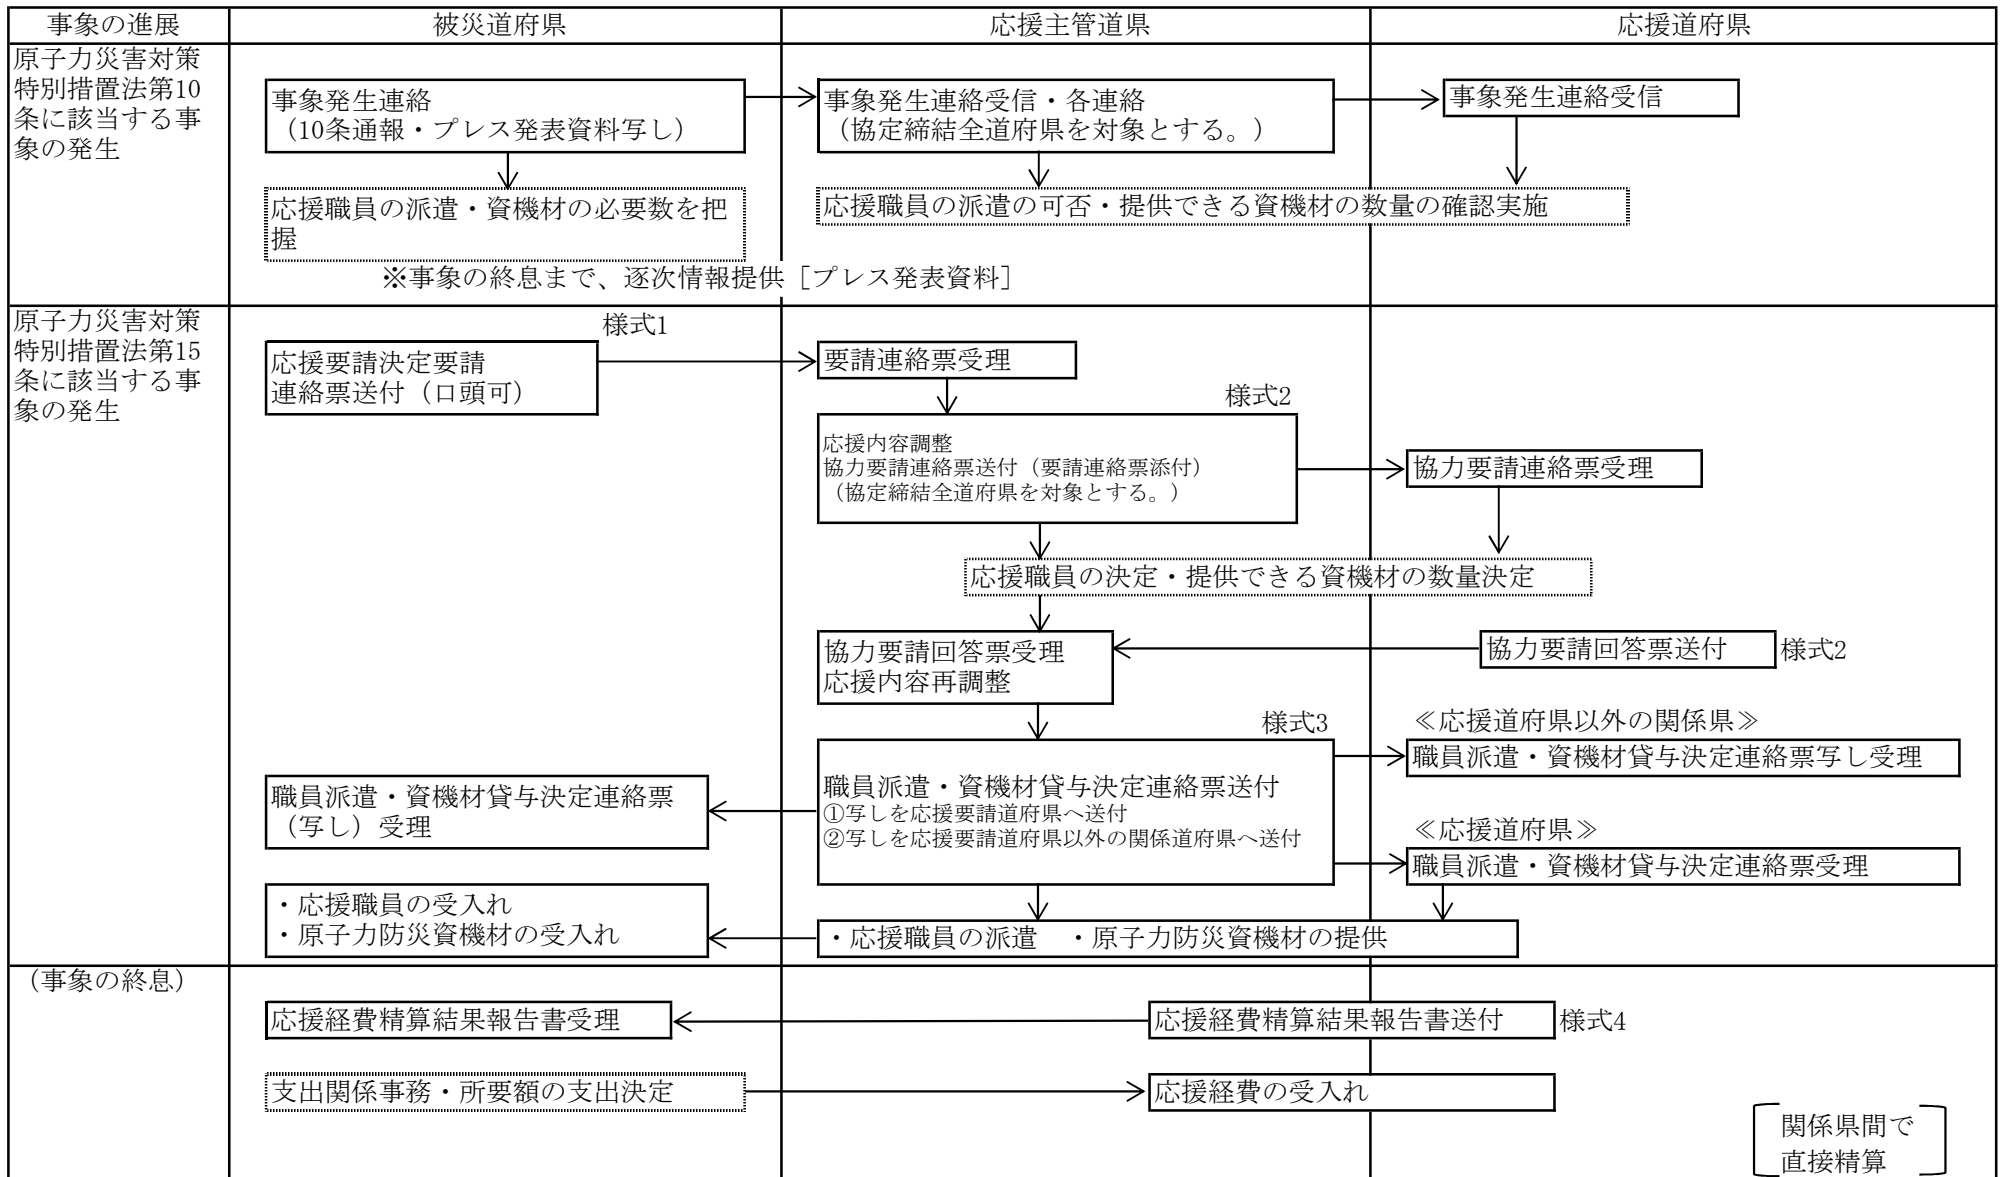 事象の進展
被災道府県
応援主管道県
応援道府県
原子力災害対策
特別措置法第10
条に該当する事
象の発生
事象発生連絡
（10条通報・プレス発表資料写し）
事象発生連絡受信・各連絡
（協定締結全道府県を対象とする。）
事象発生連絡受信
応援職員の派遣・資機材の必要数を把
握
応援職員の派遣の可否・提供できる資機材の数量の確認実施
※事象の終息まで、逐次情報提供［プレス発表資料］
原子力災害対策
特別措置法第15
条に該当する事
象の発生
様式1
応援要請決定要請
連絡票送付（口頭可）
要請連絡票受理
様式2
応援内容調整
協力要請連絡票送付（要請連絡票添付）
（協定締結全道府県を対象とする。）
協力要請連絡票受理
応援職員の決定・提供できる資機材の数量決定
協力要請回答票受理
応援内容再調整
協力要請回答票送付
様式2
様式3
≪応援道府県以外の関係県≫
職員派遣・資機材貸与決定連絡票写し受理
職員派遣・資機材貸与決定連絡票送付
①写しを応援要請道府県へ送付
②写しを応援要請道府県以外の関係道府県へ送付
職員派遣・資機材貸与決定連絡票
（写し）受理
≪応援道府県≫
職員派遣・資機材貸与決定連絡票受理
・応援職員の受入れ
・原子力防災資機材の受入れ
・応援職員の派遣　・原子力防災資機材の提供
（事象の終息）
応援経費精算結果報告書受理
応援経費精算結果報告書送付
様式4
支出関係事務・所要額の支出決定
応援経費の受入れ
関係県間で
直接精算